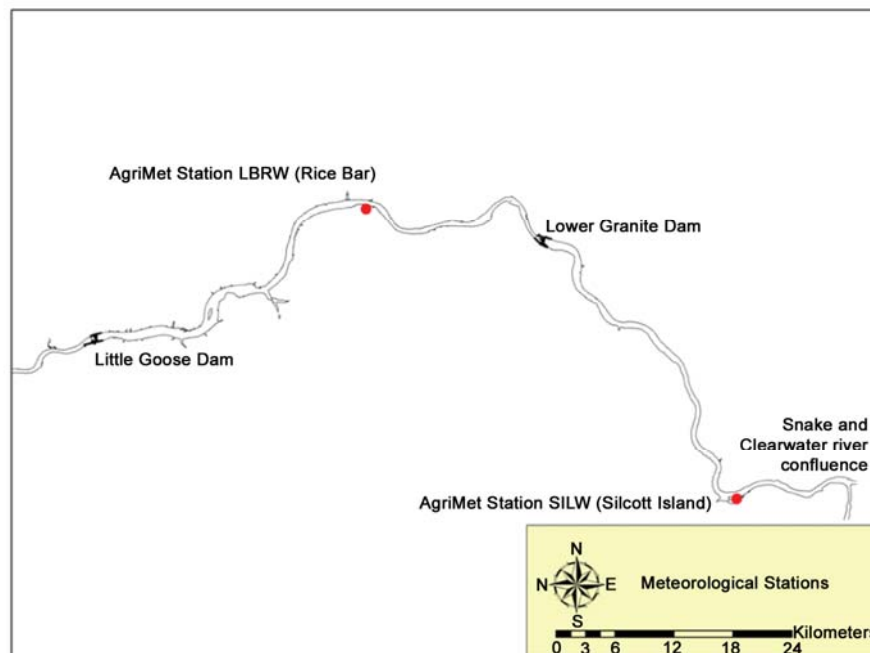 AgriMet Station LBRW (Rice Bar)
Lower Granite Dam
Little Goose Dam
Snake and
Clearwater river
confluence
AgriMet Station SILW (Silcott Island)
N
N E
S
Meteorological Stations
Kilometers
0 3 6 12 18 24